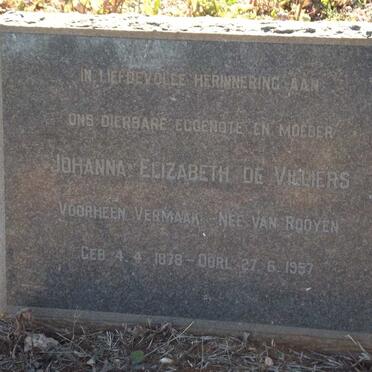 IN LIEFDEVOLLE HERINNERING AAN
ONS DIERBARE EGGENOTE EN MOEDER
JOHANNA ELIZABETH DE VILLIERS
VOORHEEN VERMAAK NEE VAN ROOYEN
GEB 4. 4. 1878 - OORL 27. 6. 1957